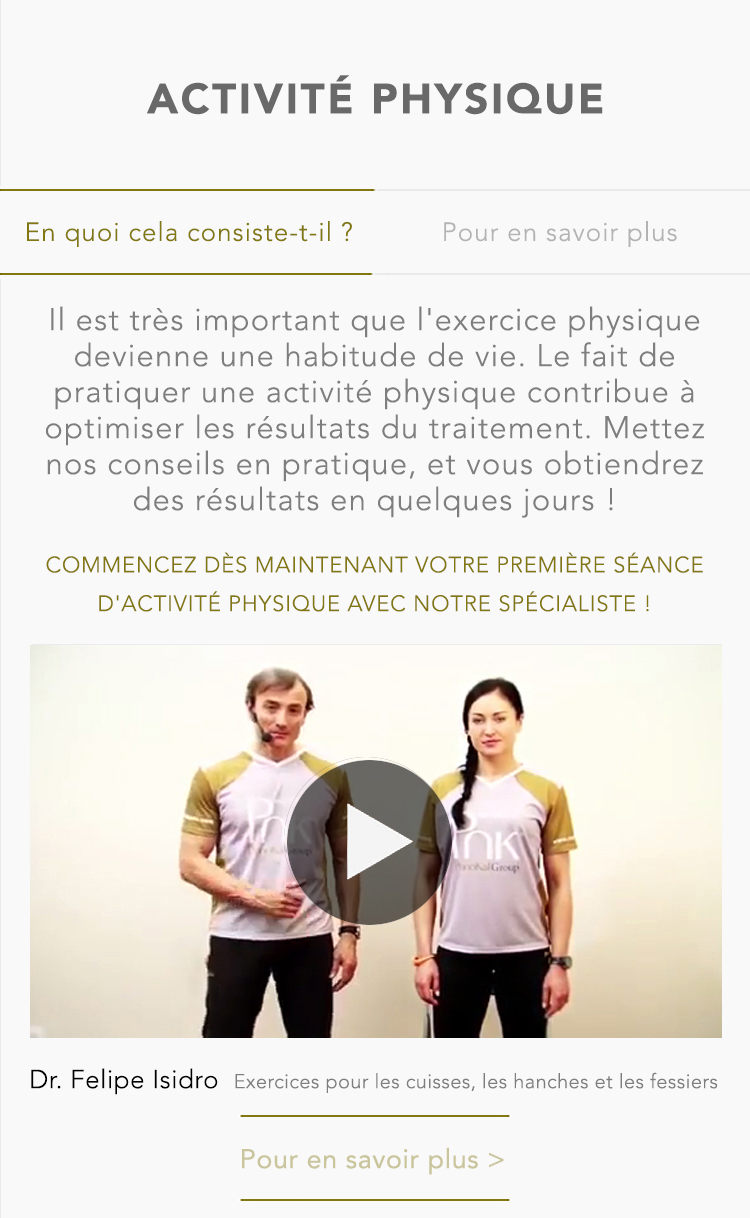 ACTIVITÉ PHYSIQUE
En quoi cela consiste-t-il ?
Pour en savoir plus
Il est très important que l'exercice physique
devienne une habitude de vie. Le fait de
pratiquer une activité physique contribue à
optimiser les résultats du traitement. Mettez
nos conseils en pratique, et vous obtiendrez
des résultats en quelques jours !
COMMENCEZ DÈS MAINTENANT VOTRE PREMIÈRE SÉANCE
D'ACTIVITÉ PHYSIQUE AVEC NOTRE SPÉCIALISTE !
Dr. Felipe Isidro Exercices pour les cuisses, les hanches et les fessiers
Pour en savoir plus >